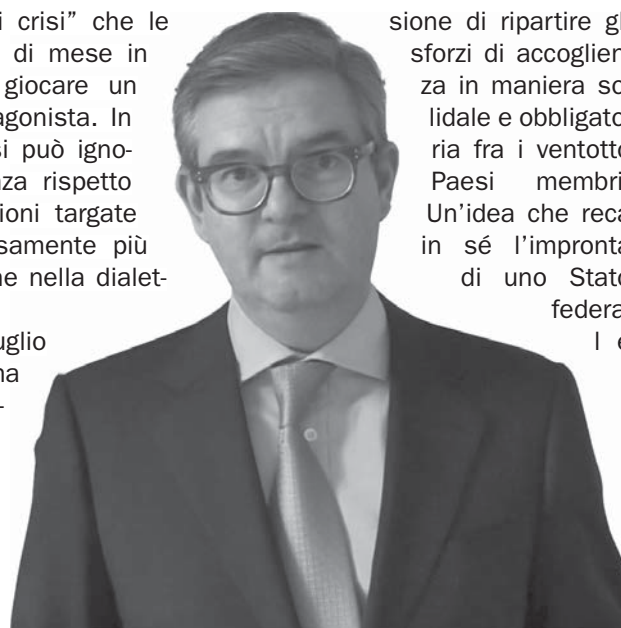 i crisi” che le
di mese in
giocare un
agonista. In
si può igno-
nza rispetto
ioni targate
samente più
ne nella dialet-
uglio
na
-
sione di ripartire gl
sforzi di accoglien
za in maniera so
lidale e obbligato
ria fra i ventotto
Paesi membri
Un’idea che reca
in sé l’impronta
di uno Stato
federa
l e